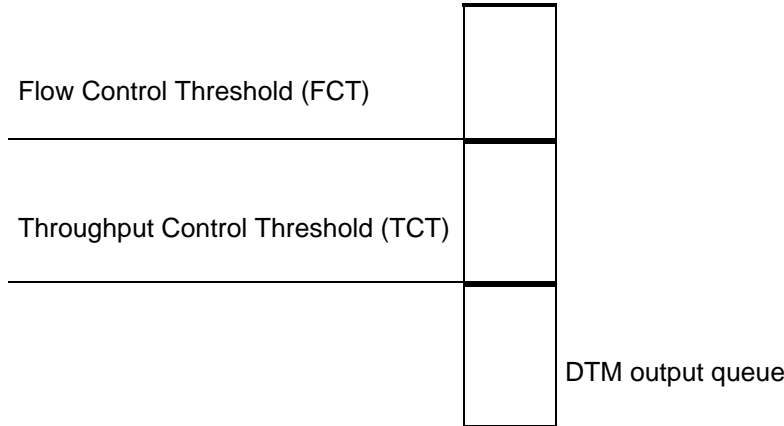 Flow Control Threshold (FCT)
Throughput Control Threshold (TCT)
DTM output queue